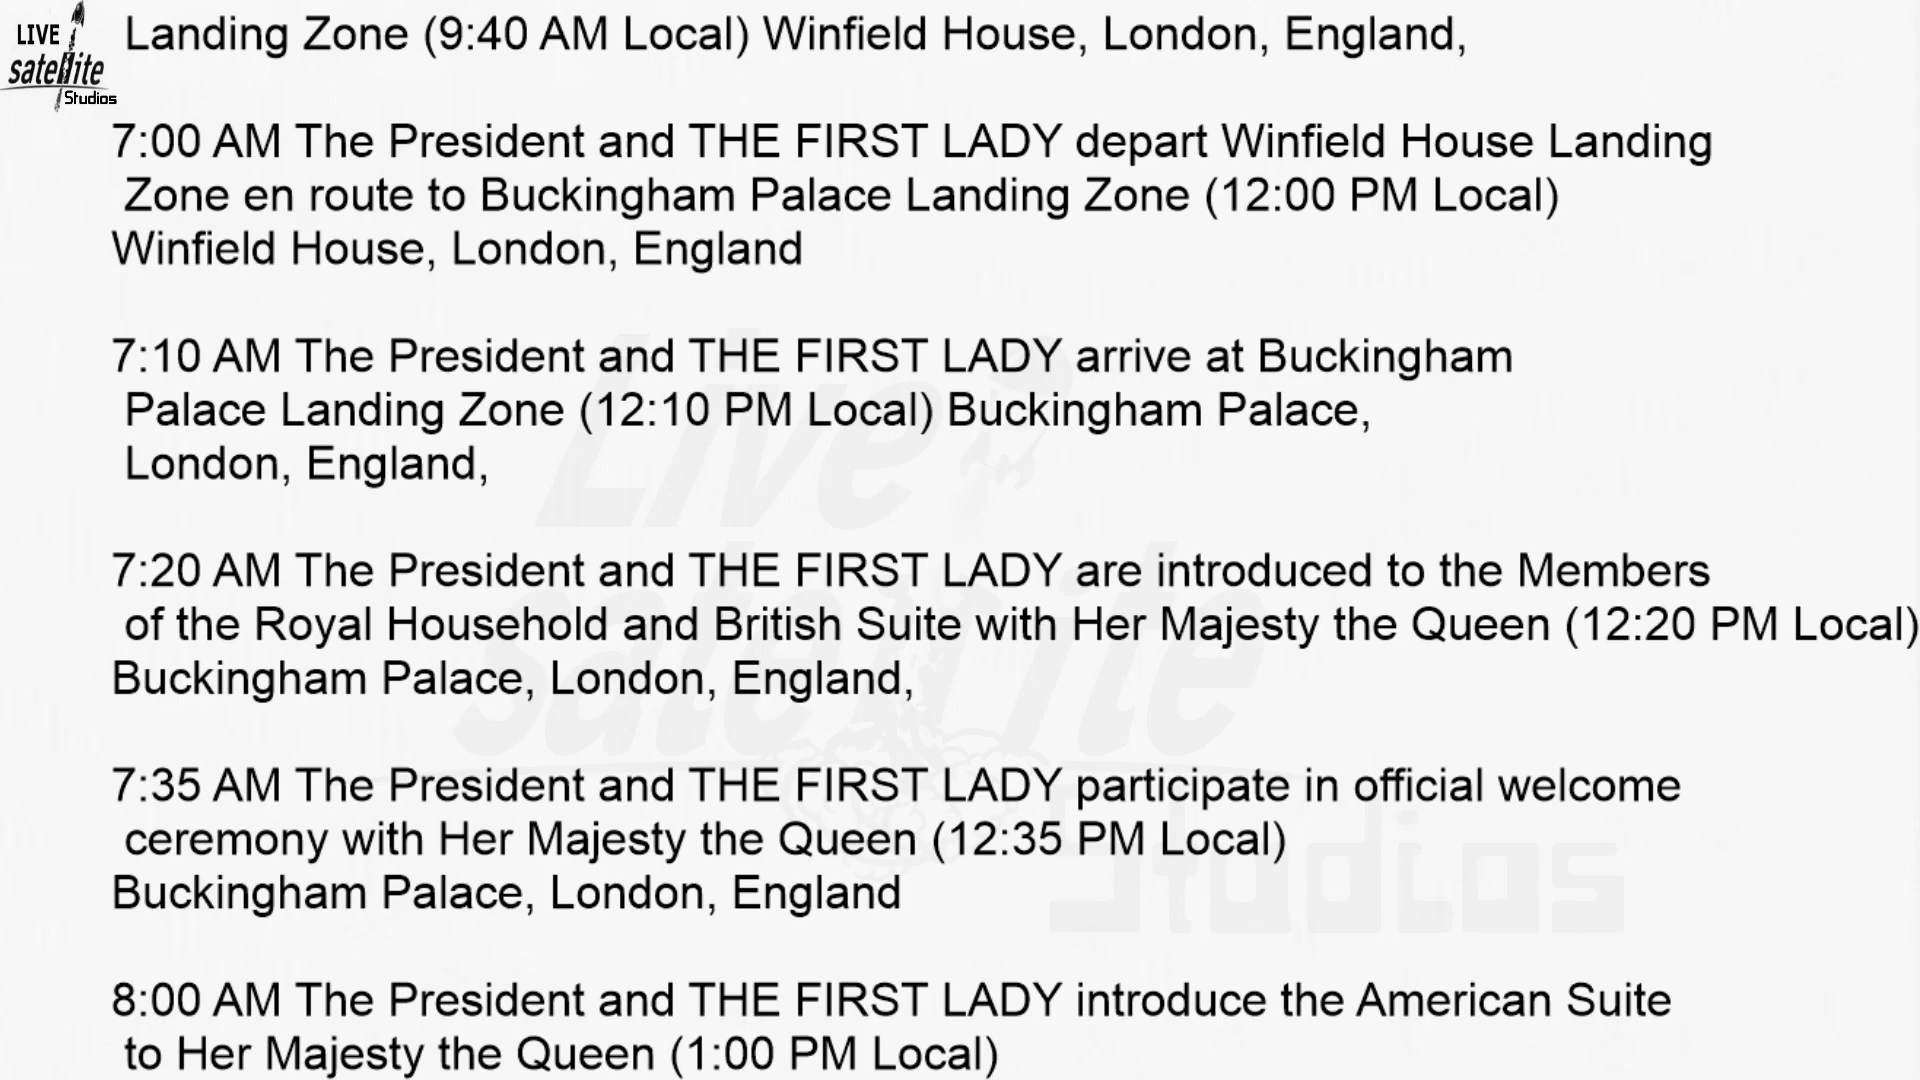 LIVE
satellite
Studios
Landing Zone (9:40 AM Local) Winfield House, London, England,
7:00 AM The President and THE FIRST LADY depart Winfield House Landing
Zone en route to Buckingham Palace Landing Zone (12:00 PM Local)
Winfield House, London, England
7:10 AM The President and THE FIRST LADY arrive at Buckingham
Palace Landing Zone (12:10 PM Local) Buckingham Palace,
London, England,
7:20 AM The President and THE FIRST LADY are introduced to the Members
of the Royal Household and British Suite with Her Majesty the Queen (12:20 PM Local)
Buckingham Palace, London, England,
7:35 AM The President and THE FIRST LADY participate in official welcome
ceremony with Her Majesty the Queen (12:35 PM Local)
Buckingham Palace, London, England
8:00 AM The President and THE FIRST LADY introduce the American Suite
to Her Majesty the Queen (1:00 PM Local)
Live
satellite
Studios